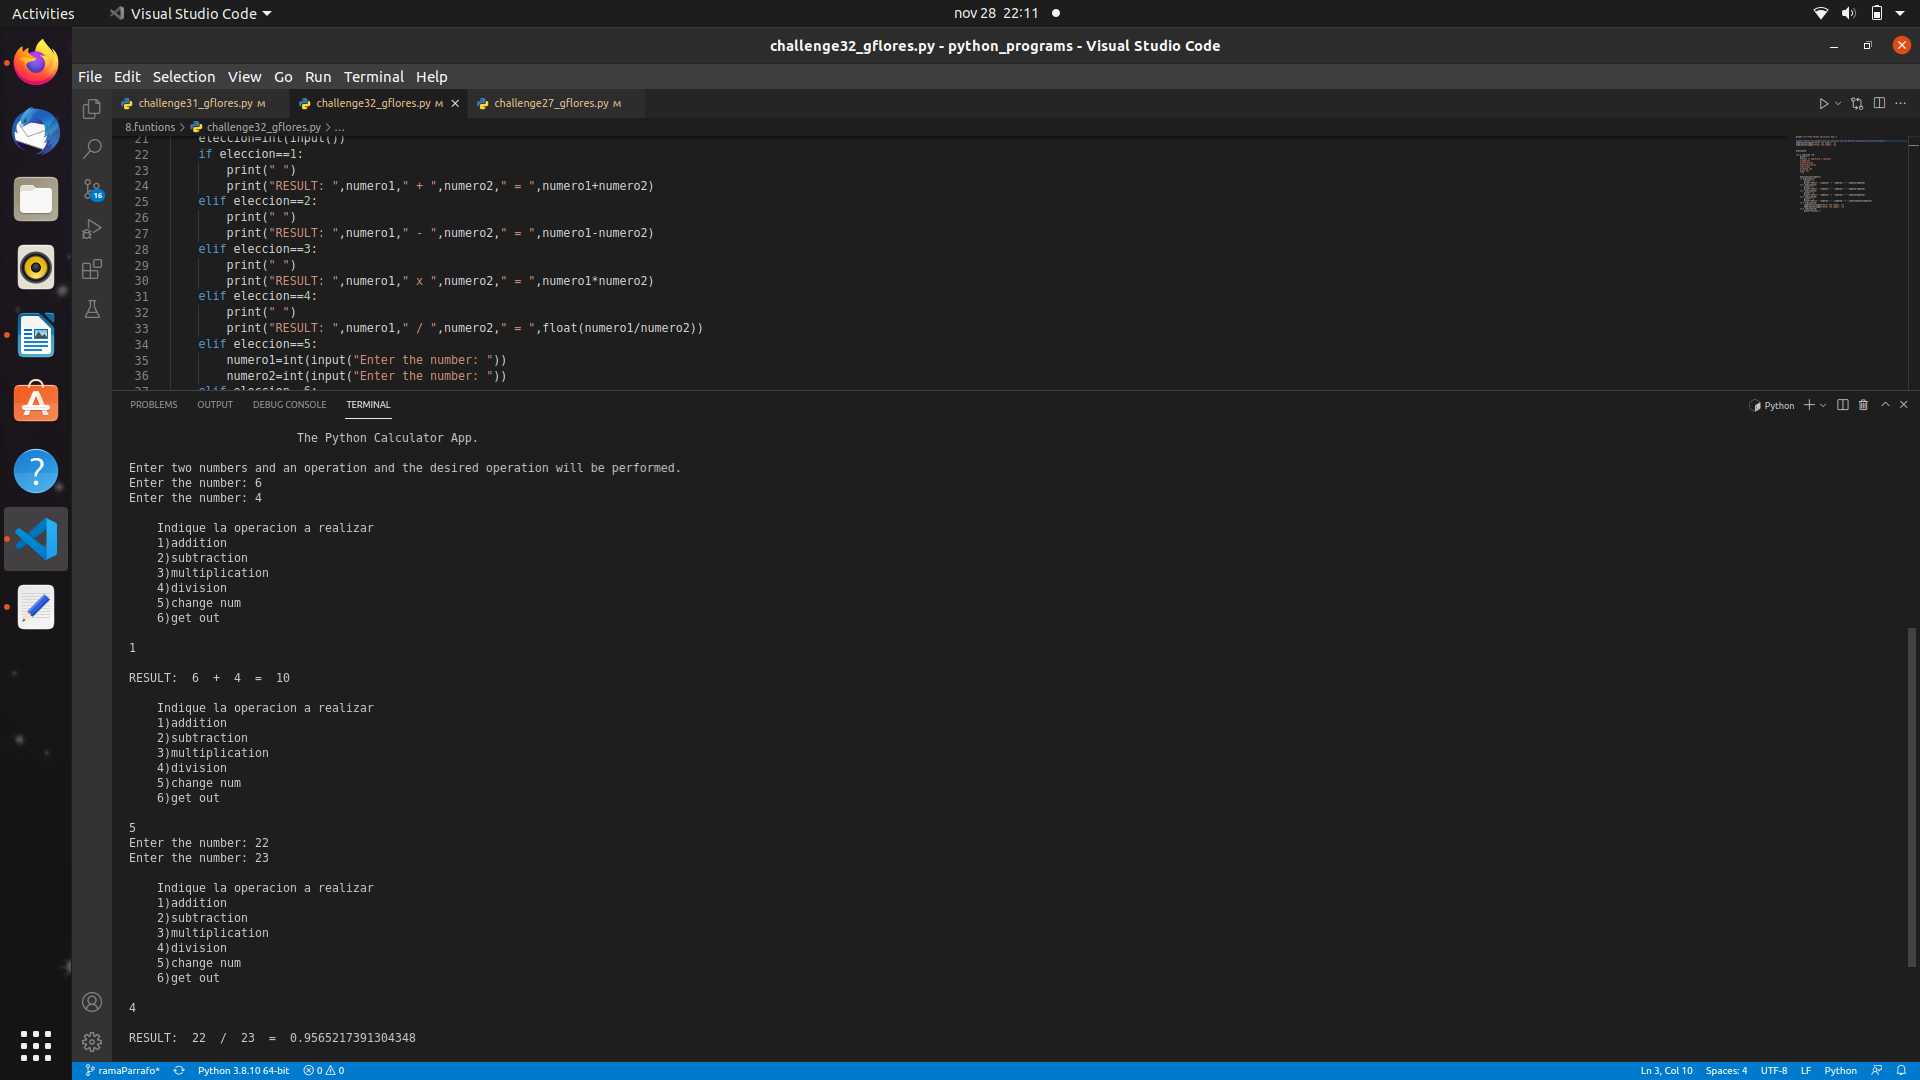 Activities
Visual Studio Code
nov 28 22:11
challenge32_gflores.py - python_programs - Visual Studio Code
File Edit Selection View Go Run Terminal Help
challenge31_gflores.py M
challenge32_gflores.py M
challenge27_gflores.py M
8.funtions > challenge32_gflores.py > ...
21 eleccion=int(input())
22 if eleccion==1:
23 print(" ")
24 print("RESULT: ",numero1," + ",numero2," = ",numero1+numero2)
25 elif eleccion==2:
26 print(" ")
27 print("RESULT: ",numero1," - ",numero2," = ",numero1-numero2)
28 elif eleccion==3:
29 print(" ")
30 print("RESULT: ",numero1," x ",numero2," = ",numero1*numero2)
31 elif eleccion==4:
32 print(" ")
33 print("RESULT: ",numero1," / ",numero2," = ",float(numero1/numero2))
34 elif eleccion==5:
35 numero1=int(input("Enter the number: "))
36 numero2=int(input("Enter the number: "))
16
PROBLEMS OUTPUT DEBUG CONSOLE TERMINAL
Python
The Python Calculator App.
Enter two numbers and an operation and the desired operation will be performed.
Enter the number: 6
Enter the number: 4
Indique la operacion a realizar
1)addition
2)subtraction
3)multiplication
4)division
5)change num
6)get out
1
RESULT:  6  +  4  =  10
Indique la operacion a realizar
1)addition
2)subtraction
3)multiplication
4)division
5)change num
6)get out
5
Enter the number: 22
Enter the number: 23
Indique la operacion a realizar
1)addition
2)subtraction
3)multiplication
4)division
5)change num
6)get out
4
RESULT:  22  /  23  =  0.9565217391304348
ramaParrafo* Python 3.8.10 64-bit 0 0 Ln 3, Col 10 Spaces: 4 UTF-8 LF Python